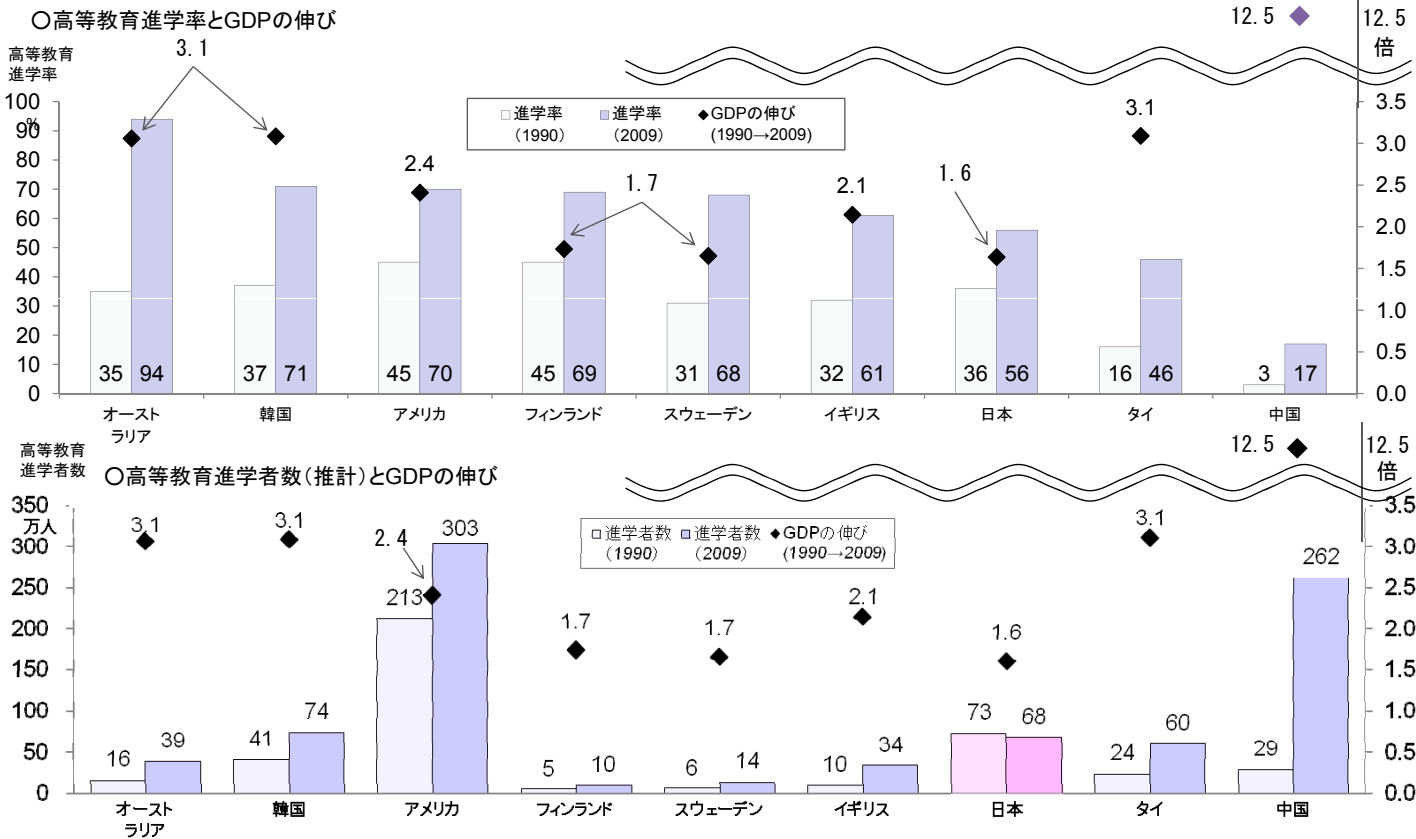 〇高等教育進学率とGDPの伸び
12.5
12.5
倍
高等教育
進学率
3.1
100
%
90
80
70
60
50
40
30
20
10
0
□進学率
（1990）
■進学率
（2009）
◆GDPの伸び
(1990→2009)
2.4
1.7
2.1
1.6
3.1
3.5
3.0
2.5
2.0
1.5
1.0
0.5
0.0
35 94 37 71 45 70 45 69 31 68 32 61 36 56 16 46 3 17
オースト
ラリア
韓国
アメリカ
フィンランド
スウェーデン
イギリス
日本
タイ
中国
高等教育
進学者数
〇高等教育進学者数（推計）とGDPの伸び
12.5
12.5
倍
350
万人
300
250
200
150
100
50
0
□進学者数
（1990）
■進学者数
（2009）
◆GDPの伸び
(1990→2009)
3.1
3.1
2.4
1.7
1.7
2.1
1.6
3.1
3.5
3.0
2.5
2.0
1.5
1.0
0.5
0.0
16 39 41 74 213 303 5 10 6 14 10 34 73 68 24 60 29 262
オースト
ラリア
韓国
アメリカ
フィンランド
スウェーデン
イギリス
日本
タイ
中国